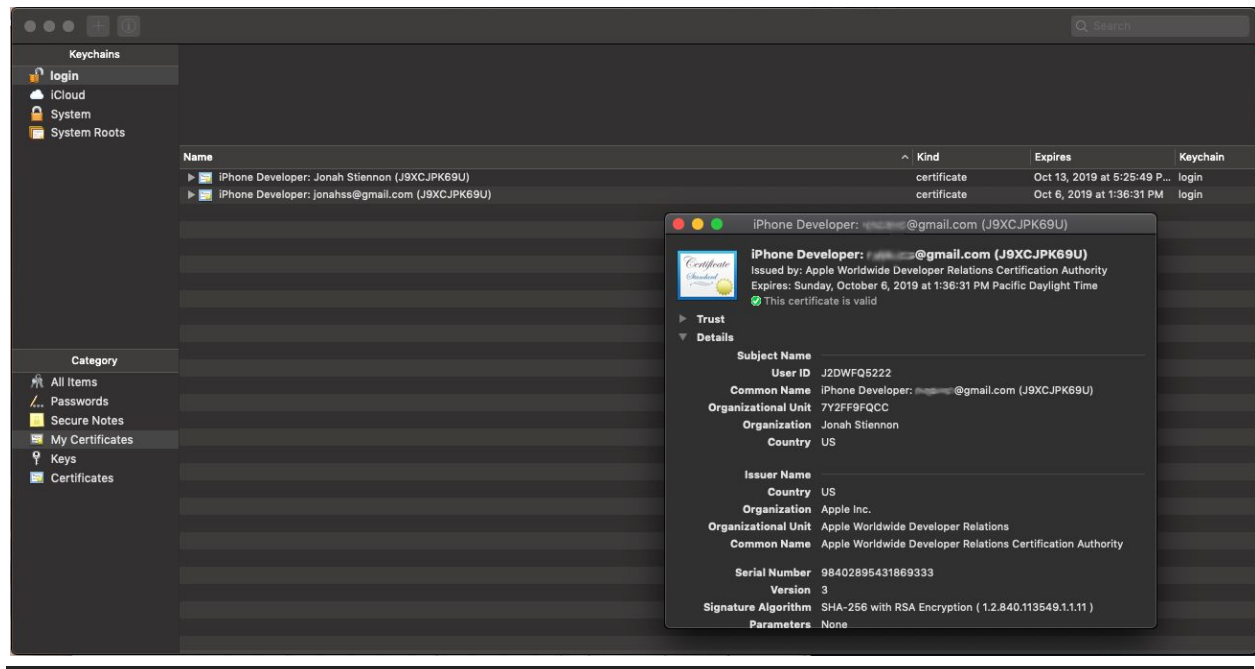 Search
Keychains
login
iCloud
System
System Roots
Name Kind Expires Keychain
iPhone Developer: Jonah Stiennon (J9XCJPK69U) certificate Oct 13, 2019 at 5:25:49 P... login
iPhone Developer: jonahss@gmail.com (J9XCJPK69U) certificate Oct 6, 2019 at 1:36:31 PM login
Category
All Items
Passwords
Secure Notes
My Certificates
Keys
Certificates
iPhone Developer: @gmail.com (J9XCJPK69U)
Certificate
Standard
iPhone Developer: @gmail.com (J9XCJPK69U)
Issued by: Apple Worldwide Developer Relations Certification Authority
Expires: Sunday, October 6, 2019 at 1:36:31 PM Pacific Daylight Time
This certificate is valid
Trust
Details
Subject Name
User ID J2DWFQ5222
Common Name iPhone Developer: @gmail.com (J9XCJPK69U)
Organizational Unit 7Y2FF9FQCC
Organization Jonah Stiennon
Country US
Issuer Name
Country US
Organization Apple Inc.
Organizational Unit Apple Worldwide Developer Relations
Common Name Apple Worldwide Developer Relations Certification Authority
Serial Number 98402895431869333
Version 3
Signature Algorithm SHA-256 with RSA Encryption ( 1.2.840.113549.1.1.11 )
Parameters None